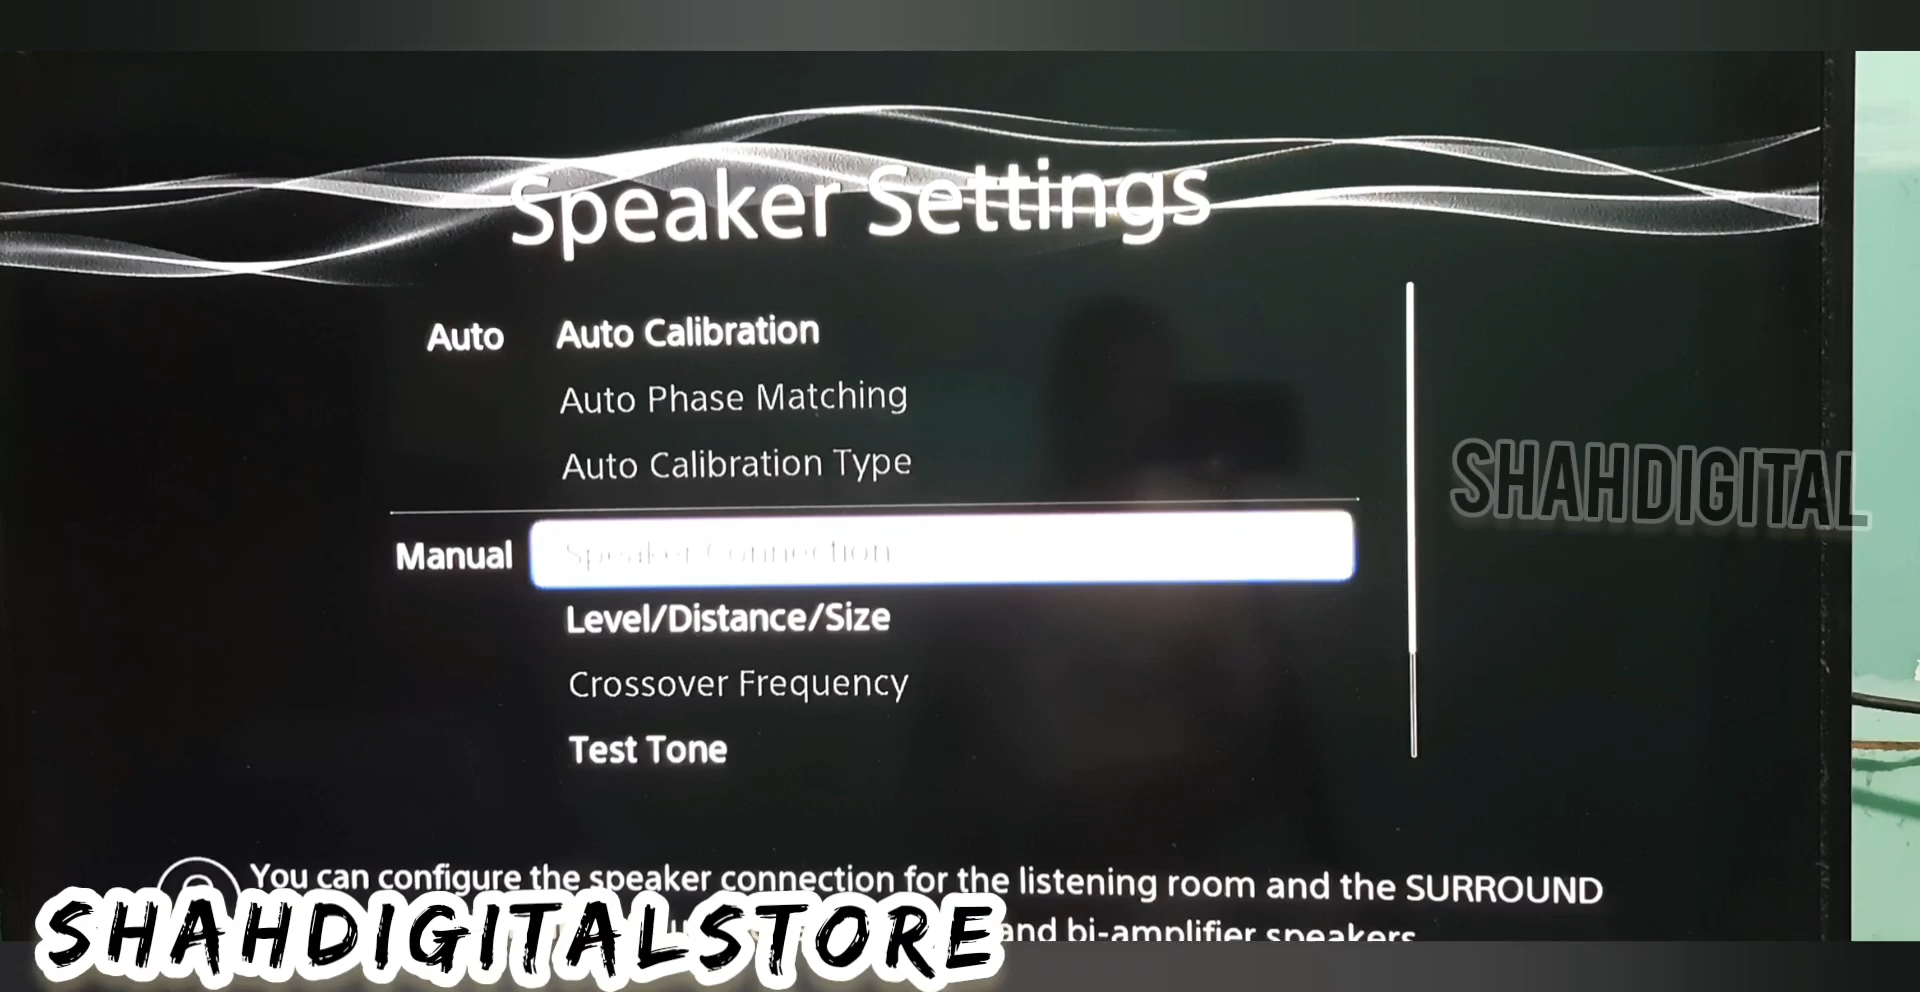 Speaker Settings
Auto Auto Calibration
Auto Phase Matching
Auto Calibration Type
Manual Speaker Connection
Level/Distance/Size
Crossover Frequency
Test Tone
SHAHDIGITAL
You can configure the speaker connection for the listening room and the SURROUND
and bi-amplifier speakers
SHAHDIGITALSTORE